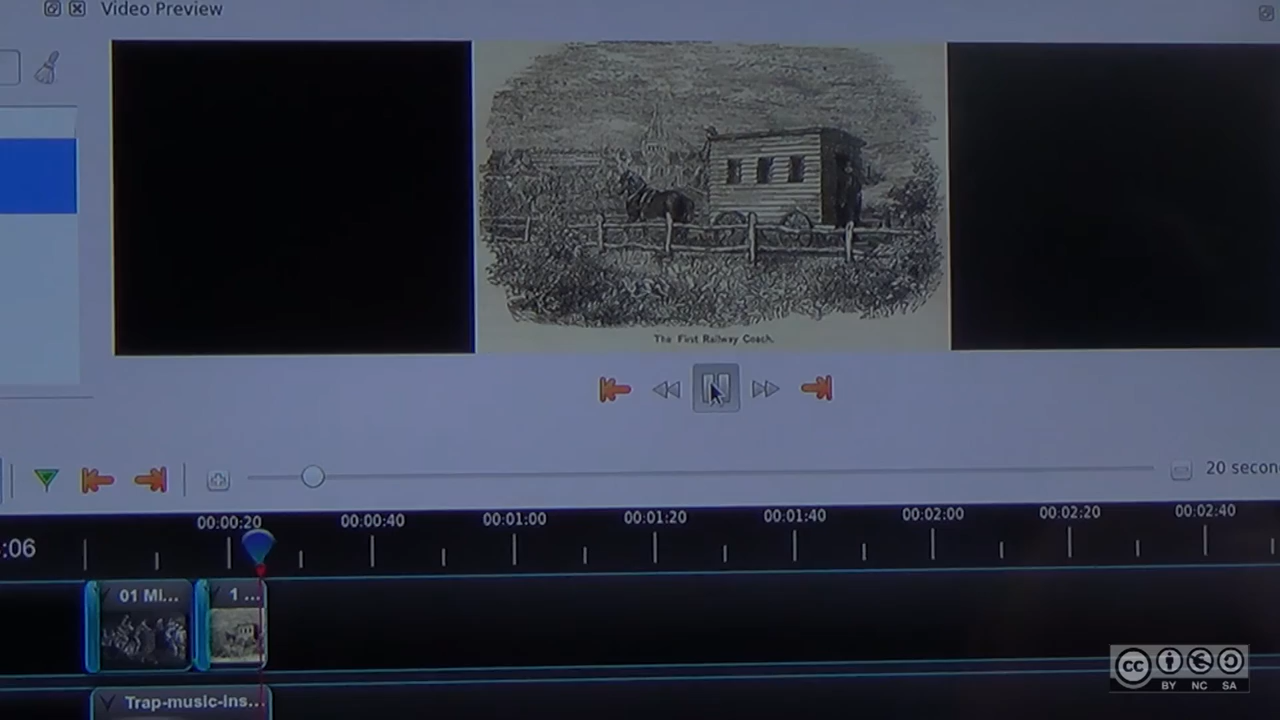 Video Preview
The First Railway Coach.
20 secon
00:00:20
00:00:40
00:01:00
00:01:20
00:01:40
00:02:00
00:02:20
00:02:40
:06
01 MI...
1 ...
Trap-music-ins...
cc
BY NC SA